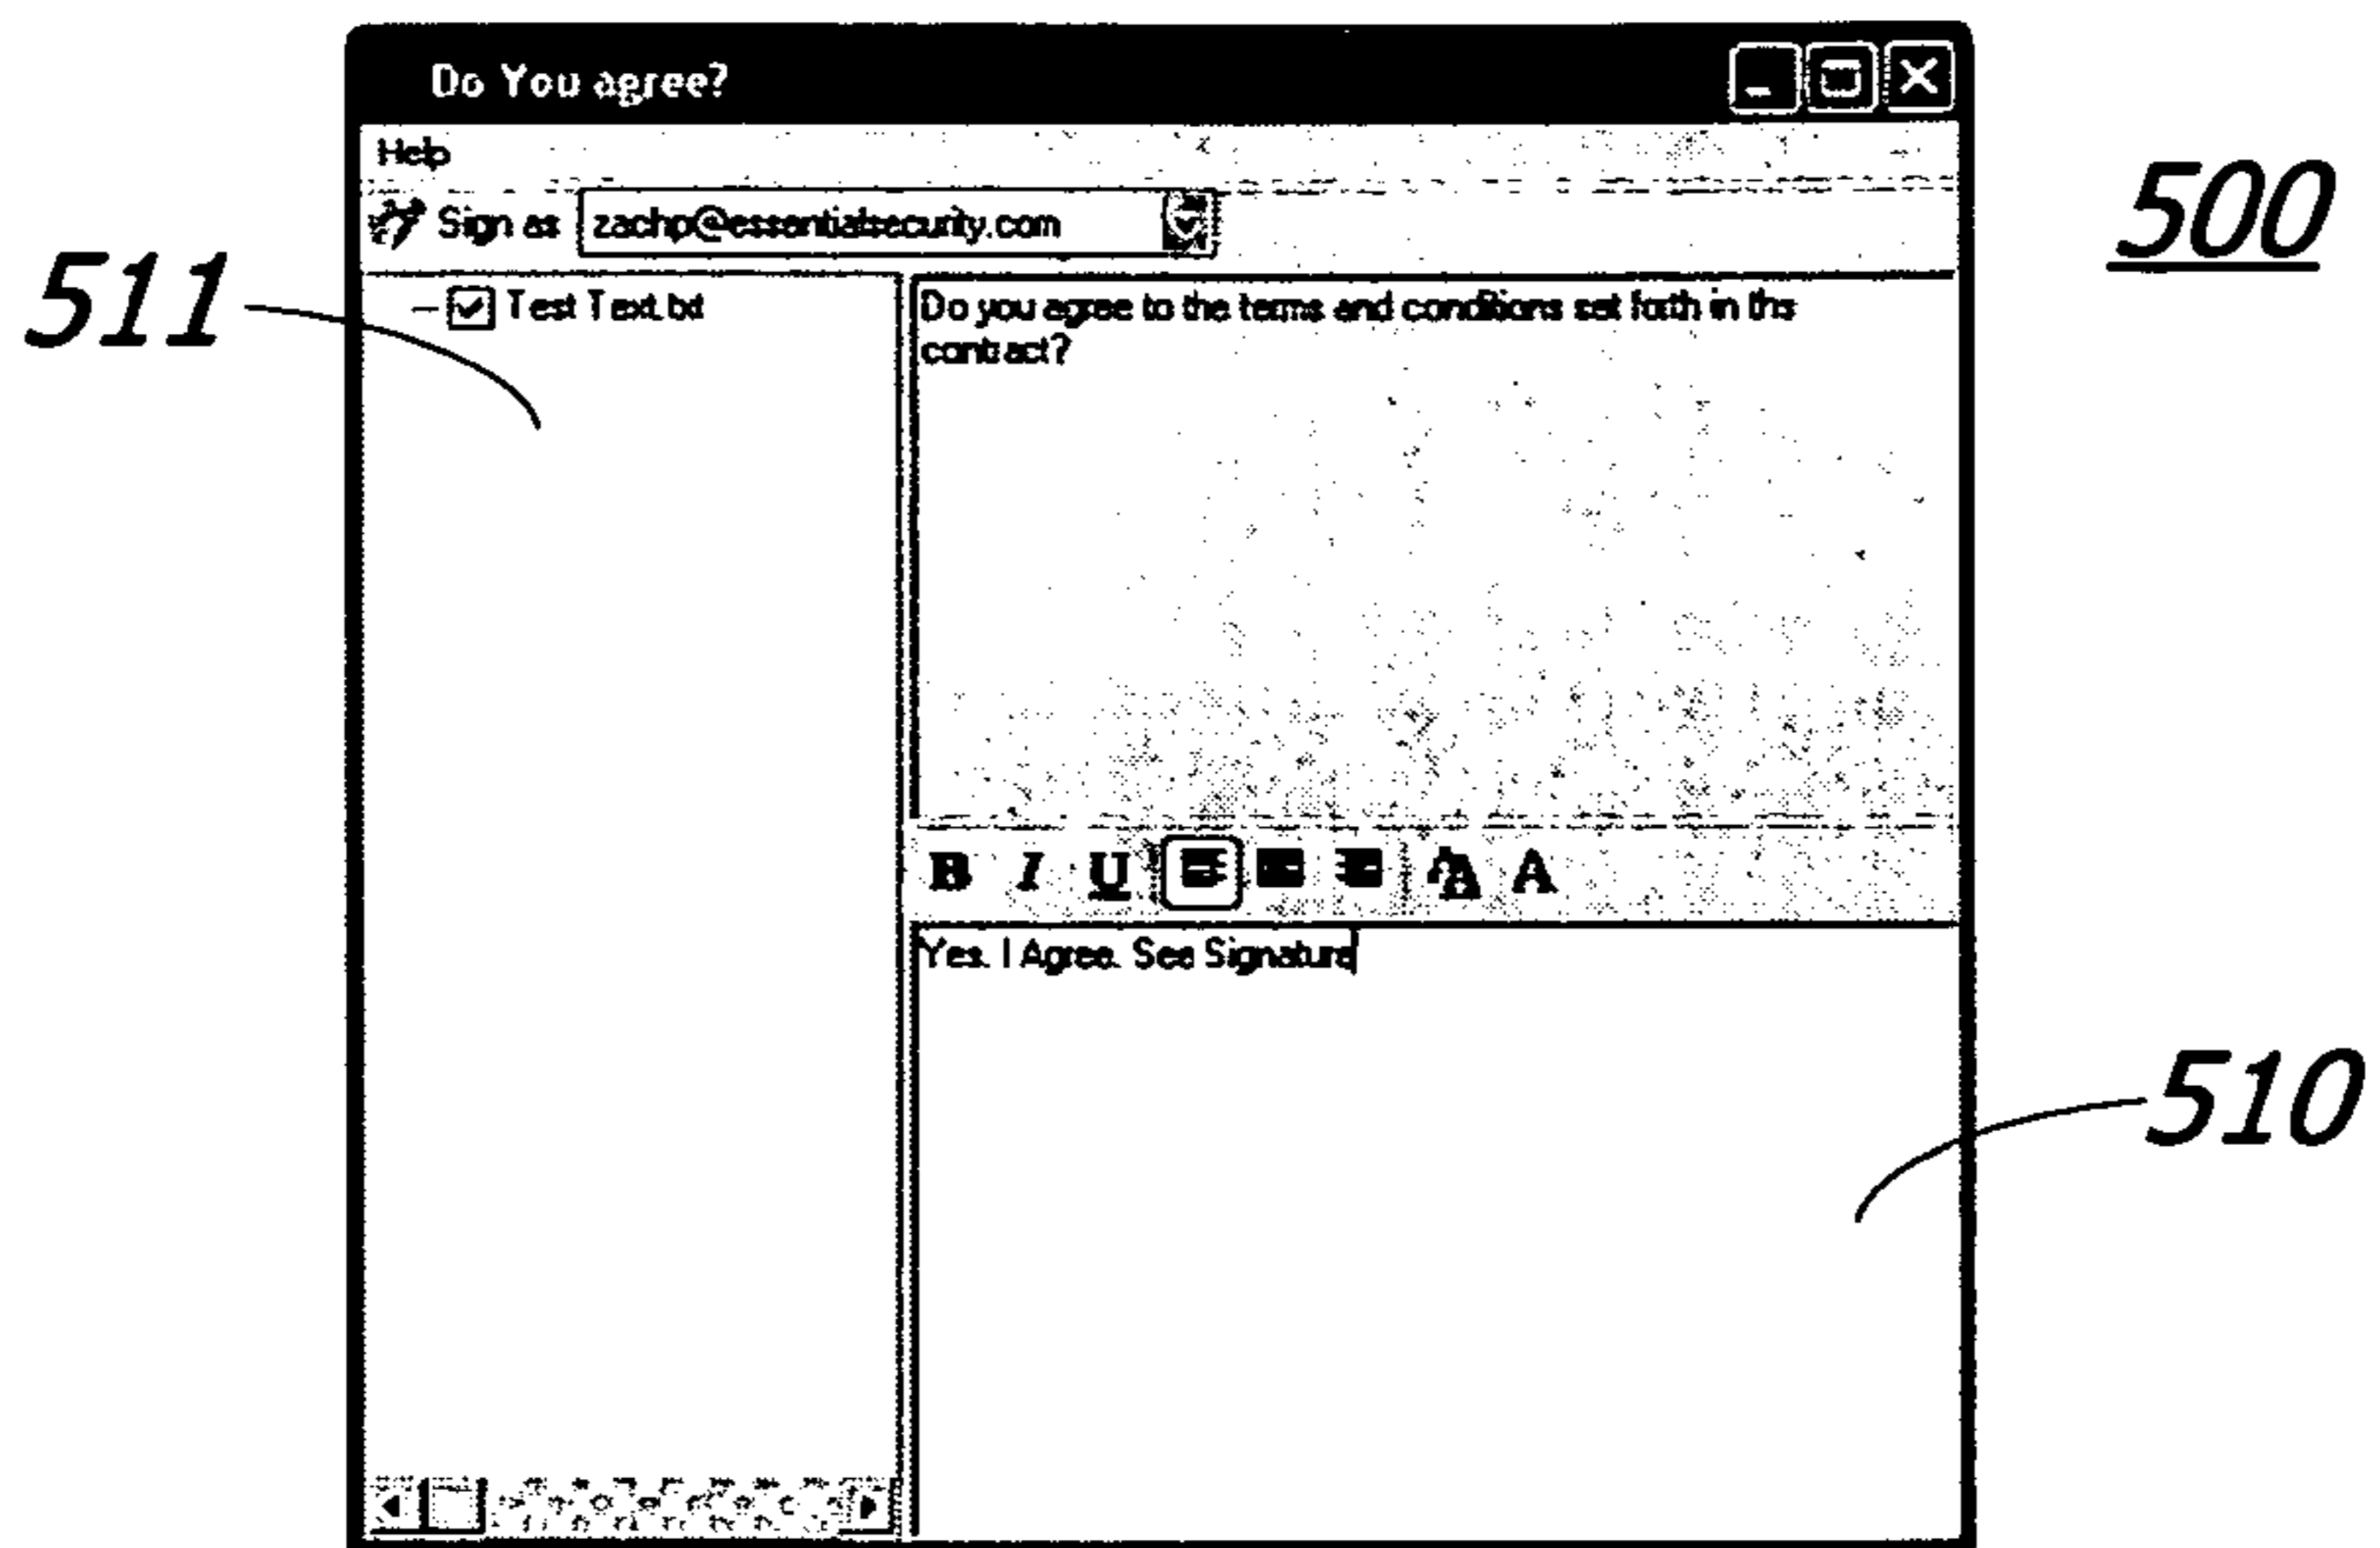 Do You agree?
Help
Sign as zachp@essentialsecurity.com
500
511
Test Text.txt
Do you agree to the terms and conditions set forth in ths
contract?
B I U A A
Yes. I Agree. See Signature
510